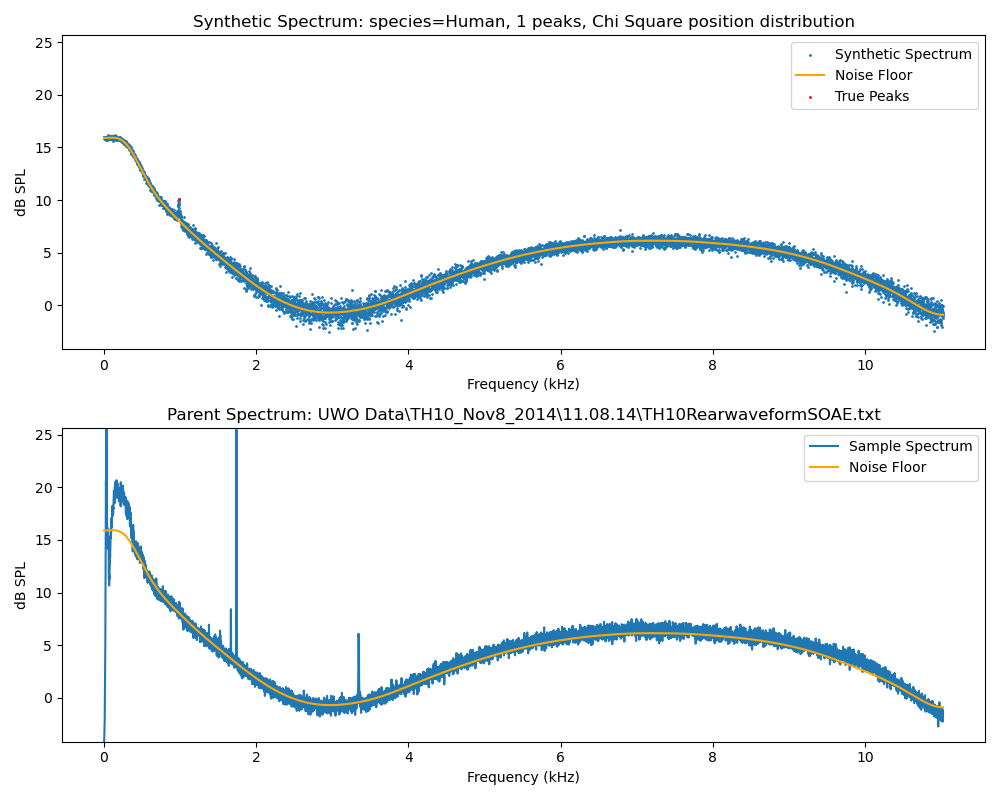 Synthetic Spectrum: species=Human, 1 peaks, Chi Square position distribution
25
20
15
10
5
0
dB SPL
Synthetic Spectrum
Noise Floor
True Peaks
0 2 4 6 8 10
Frequency (kHz)
Parent Spectrum: UWO Data\TH10_Nov8_2014\11.08.14\TH10RearwaveformSOAE.txt
25
20
15
10
5
0
dB SPL
Sample Spectrum
Noise Floor
0 2 4 6 8 10
Frequency (kHz)